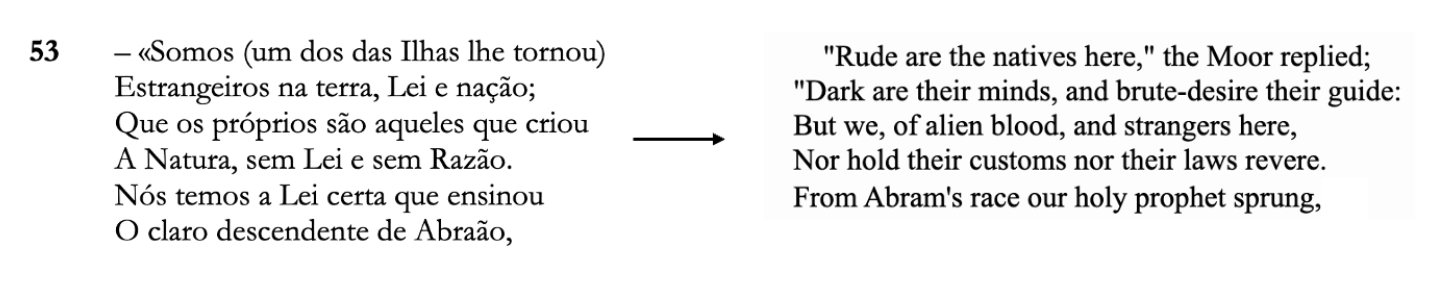 53 – «Somos (um dos das Ilhas lhe tornou)
Estrangeiros na terra, Lei e nação;
Que os próprios são aqueles que criou
A Natura, sem Lei e sem Razão.
Nós temos a Lei certa que ensinou
O claro descendente de Abraão,
"Rude are the natives here," the Moor replied;
"Dark are their minds, and brute-desire their guide:
But we, of alien blood, and strangers here,
Nor hold their customs nor their laws revere.
From Abram's race our holy prophet sprung,